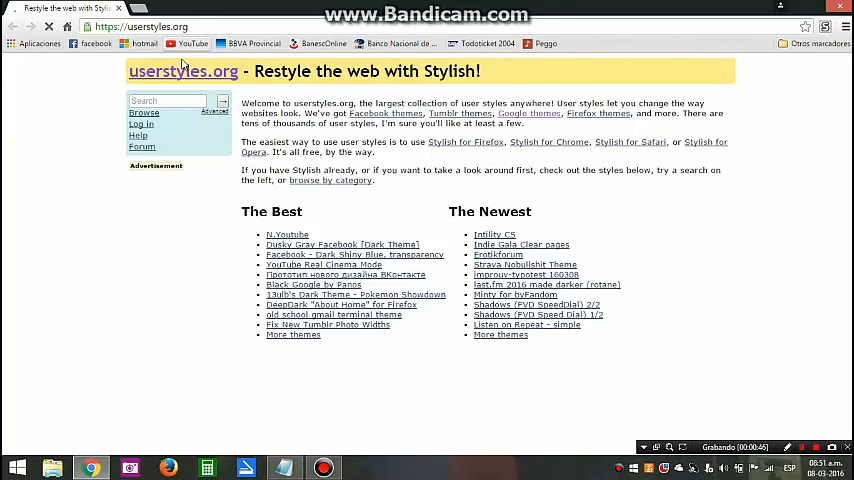 www.Bandicam.com
Restyle the web with Styli
https://userstyles.org
Aplicaciones facebook hotmail YouTube BBVA Provincial BanescOnline Banco Nacional de ... Todoticket 2004 Peggo Otros marcadores
userstyles.org - Restyle the web with Stylish!
Search
Advanced
Browse
Log in
Help
Forum
Advertisement
Welcome to userstyles.org, the largest collection of user styles anywhere! User styles let you change the way
websites look. We've got Facebook themes, Tumblr themes, Google themes, Firefox themes, and more. There are
tens of thousands of user styles, I'm sure you'll like at least a few.
The easiest way to use user styles is to use Stylish for Firefox, Stylish for Chrome, Stylish for Safari, or Stylish for
Opera. It's all free, by the way.
If you have Stylish already, or if you want to take a look around first, check out the styles below, try a search on
the left, or browse by category.
The Best
N.Youtube
Dusky Gray Facebook [Dark Theme]
Facebook - Dark Shiny Blue, transparency
YouTube Real Cinema Mode
Прототип нового дизайна ВКонтакте
Black Google by Panos
13ulb's Dark Theme - Pokemon Showdown
DeepDark "About Home" for Firefox
old school gmail terminal theme
Fix New Tumblr Photo Widths
More themes
The Newest
Intility CS
Indie Gala Clear pages
Erotikforum
Strava Nobullshit Theme
improuv-typotest 160308
last.fm 2016 made darker (rotane)
Minty for byFandom
Shadows (FVD SpeedDial) 2/2
Shadows (FVD Speed Dial) 1/2
Listen on Repeat - simple
More themes
Grabando [00:00:46]
ESP
08:51 a.m.
08-03-2016